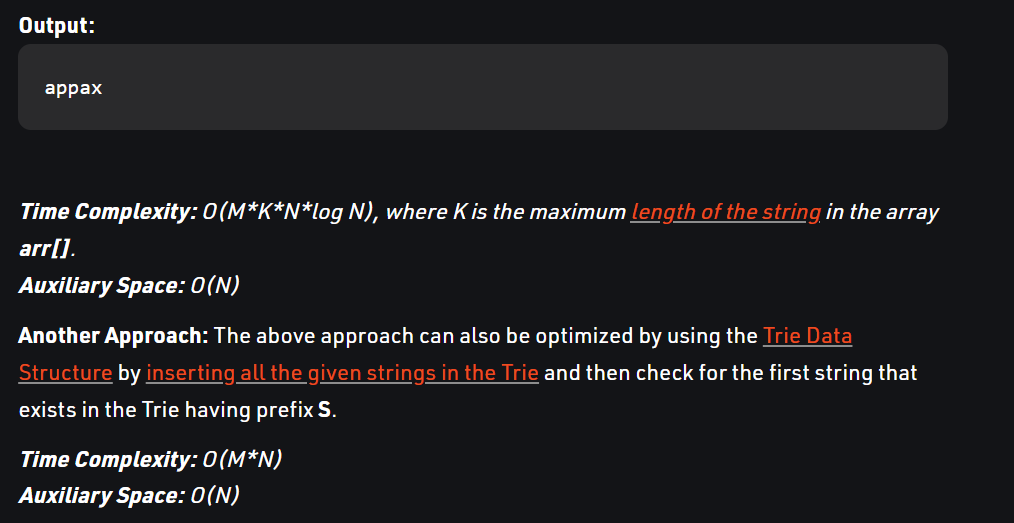 Output:
appax
Time Complexity: O(M*K*N*log N), where K is the maximum length of the string in the array
arr[].
Auxiliary Space: O(N)
Another Approach: The above approach can also be optimized by using the Trie Data
Structure by inserting all the given strings in the Trie and then check for the first string that
exists in the Trie having prefix S.
Time Complexity: O(M*N)
Auxiliary Space: O(N)